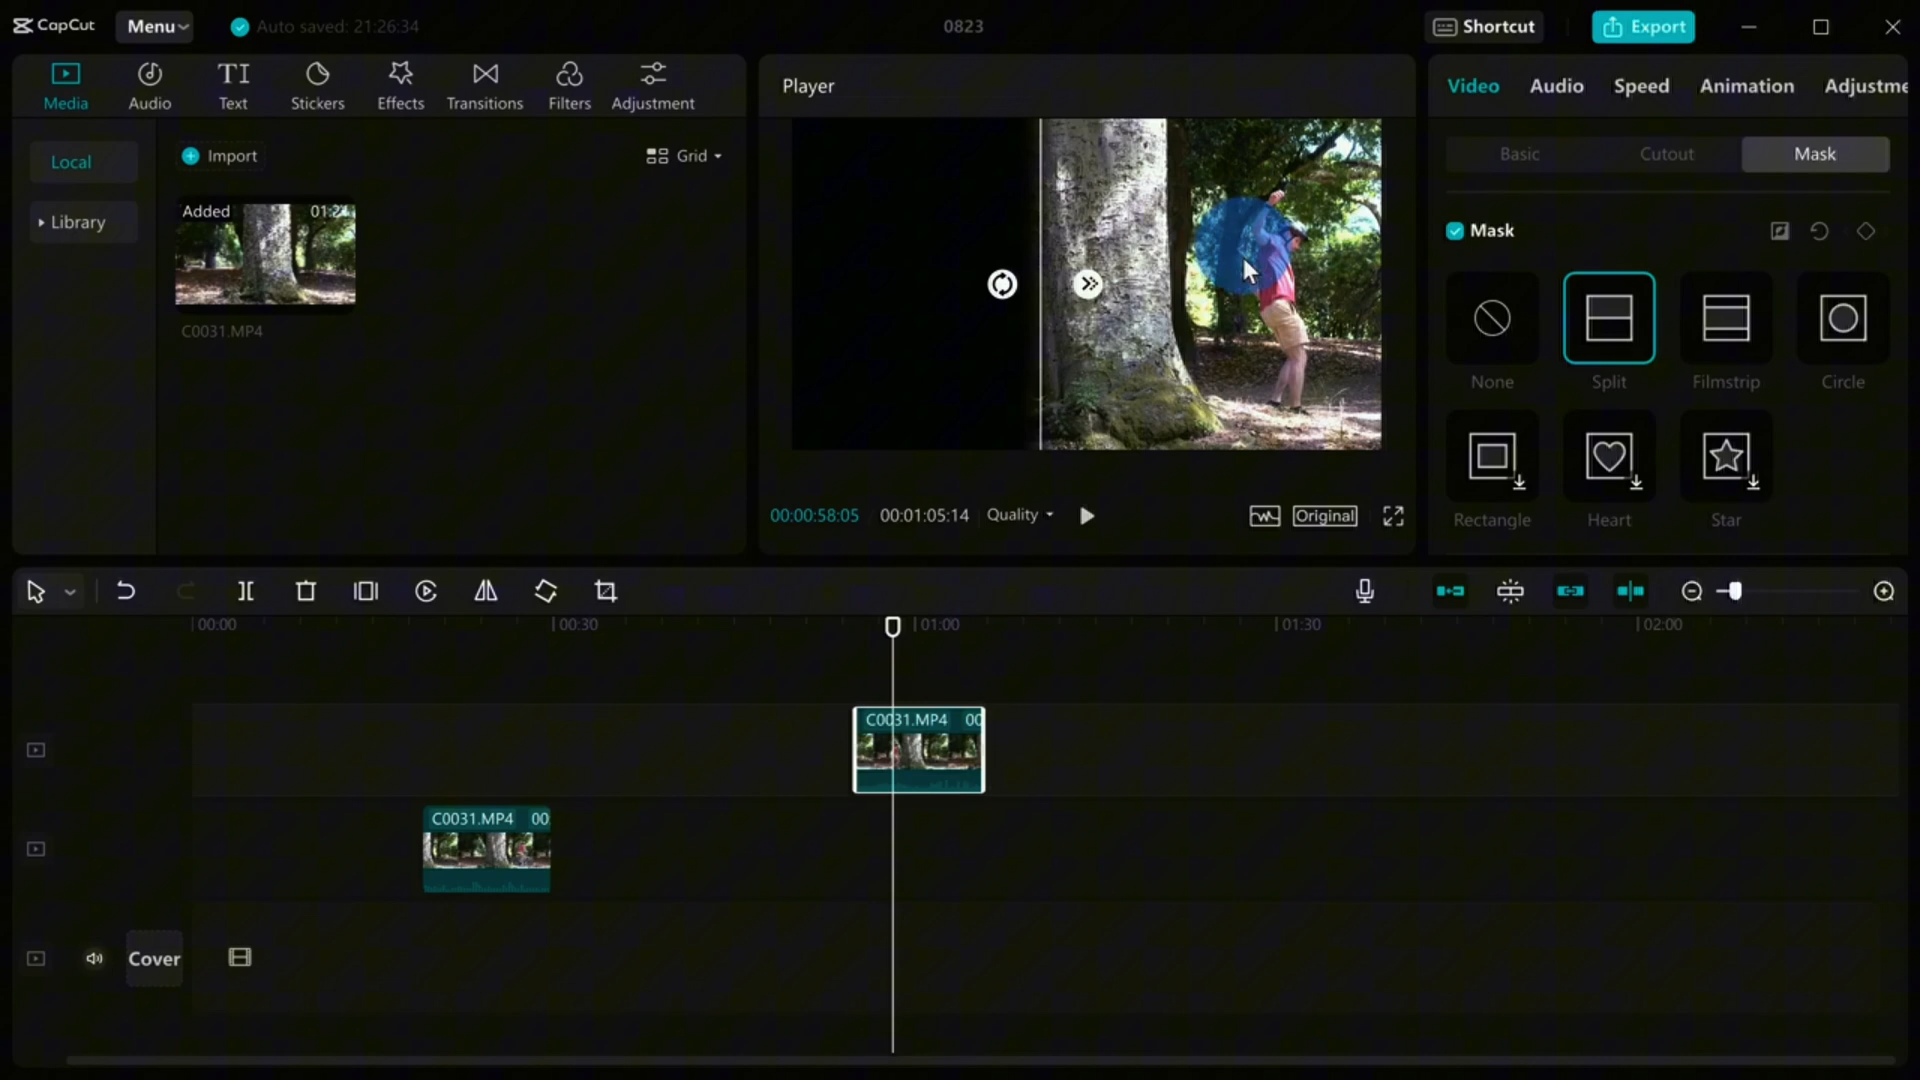 CapCut Menu Auto saved: 21:26:34 0823 Shortcut Export
Media Audio Text Stickers Effects Transitions Filters Adjustment
Player
Video Audio Speed Animation Adjustme
Local
Library
Import Grid
Added 01:24
C0031.MP4
Basic Cutout Mask
Mask
None Split Filmstrip Circle
Rectangle Heart Star
00:00:58:05 00:01:05:14 Quality Original
00:00 00:30 01:00 01:30 02:00
C0031.MP4 00
C0031.MP4 00
Cover